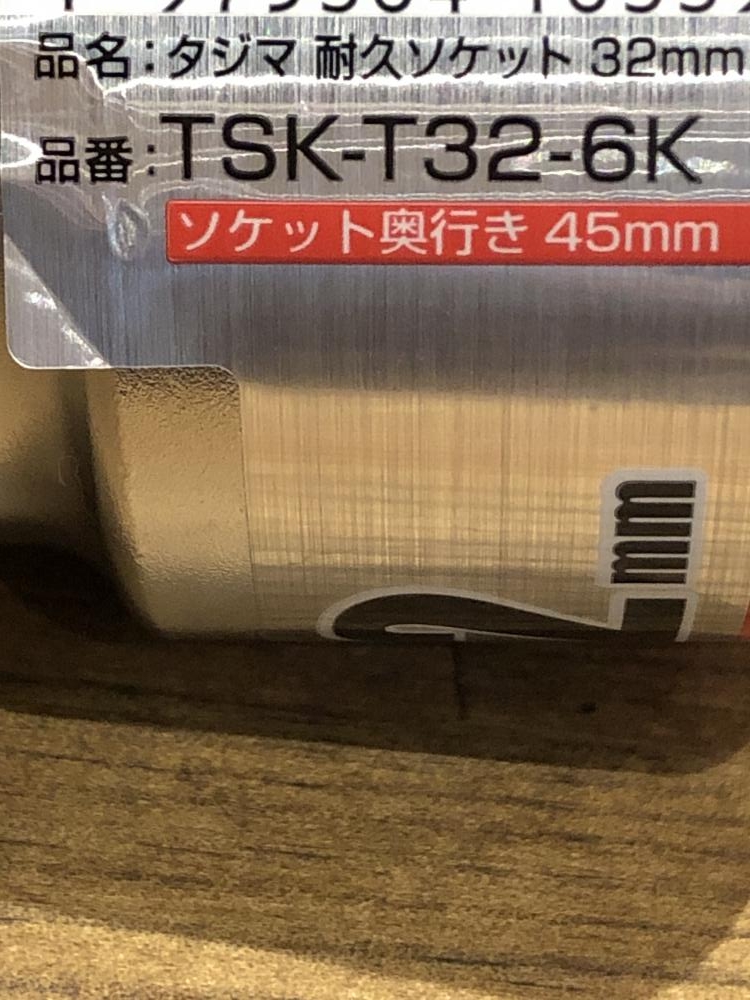 品名：タジマ 耐久ソケット 32mm
品番：TSK-T32-6K
ソケット奥行き 45mm
mm